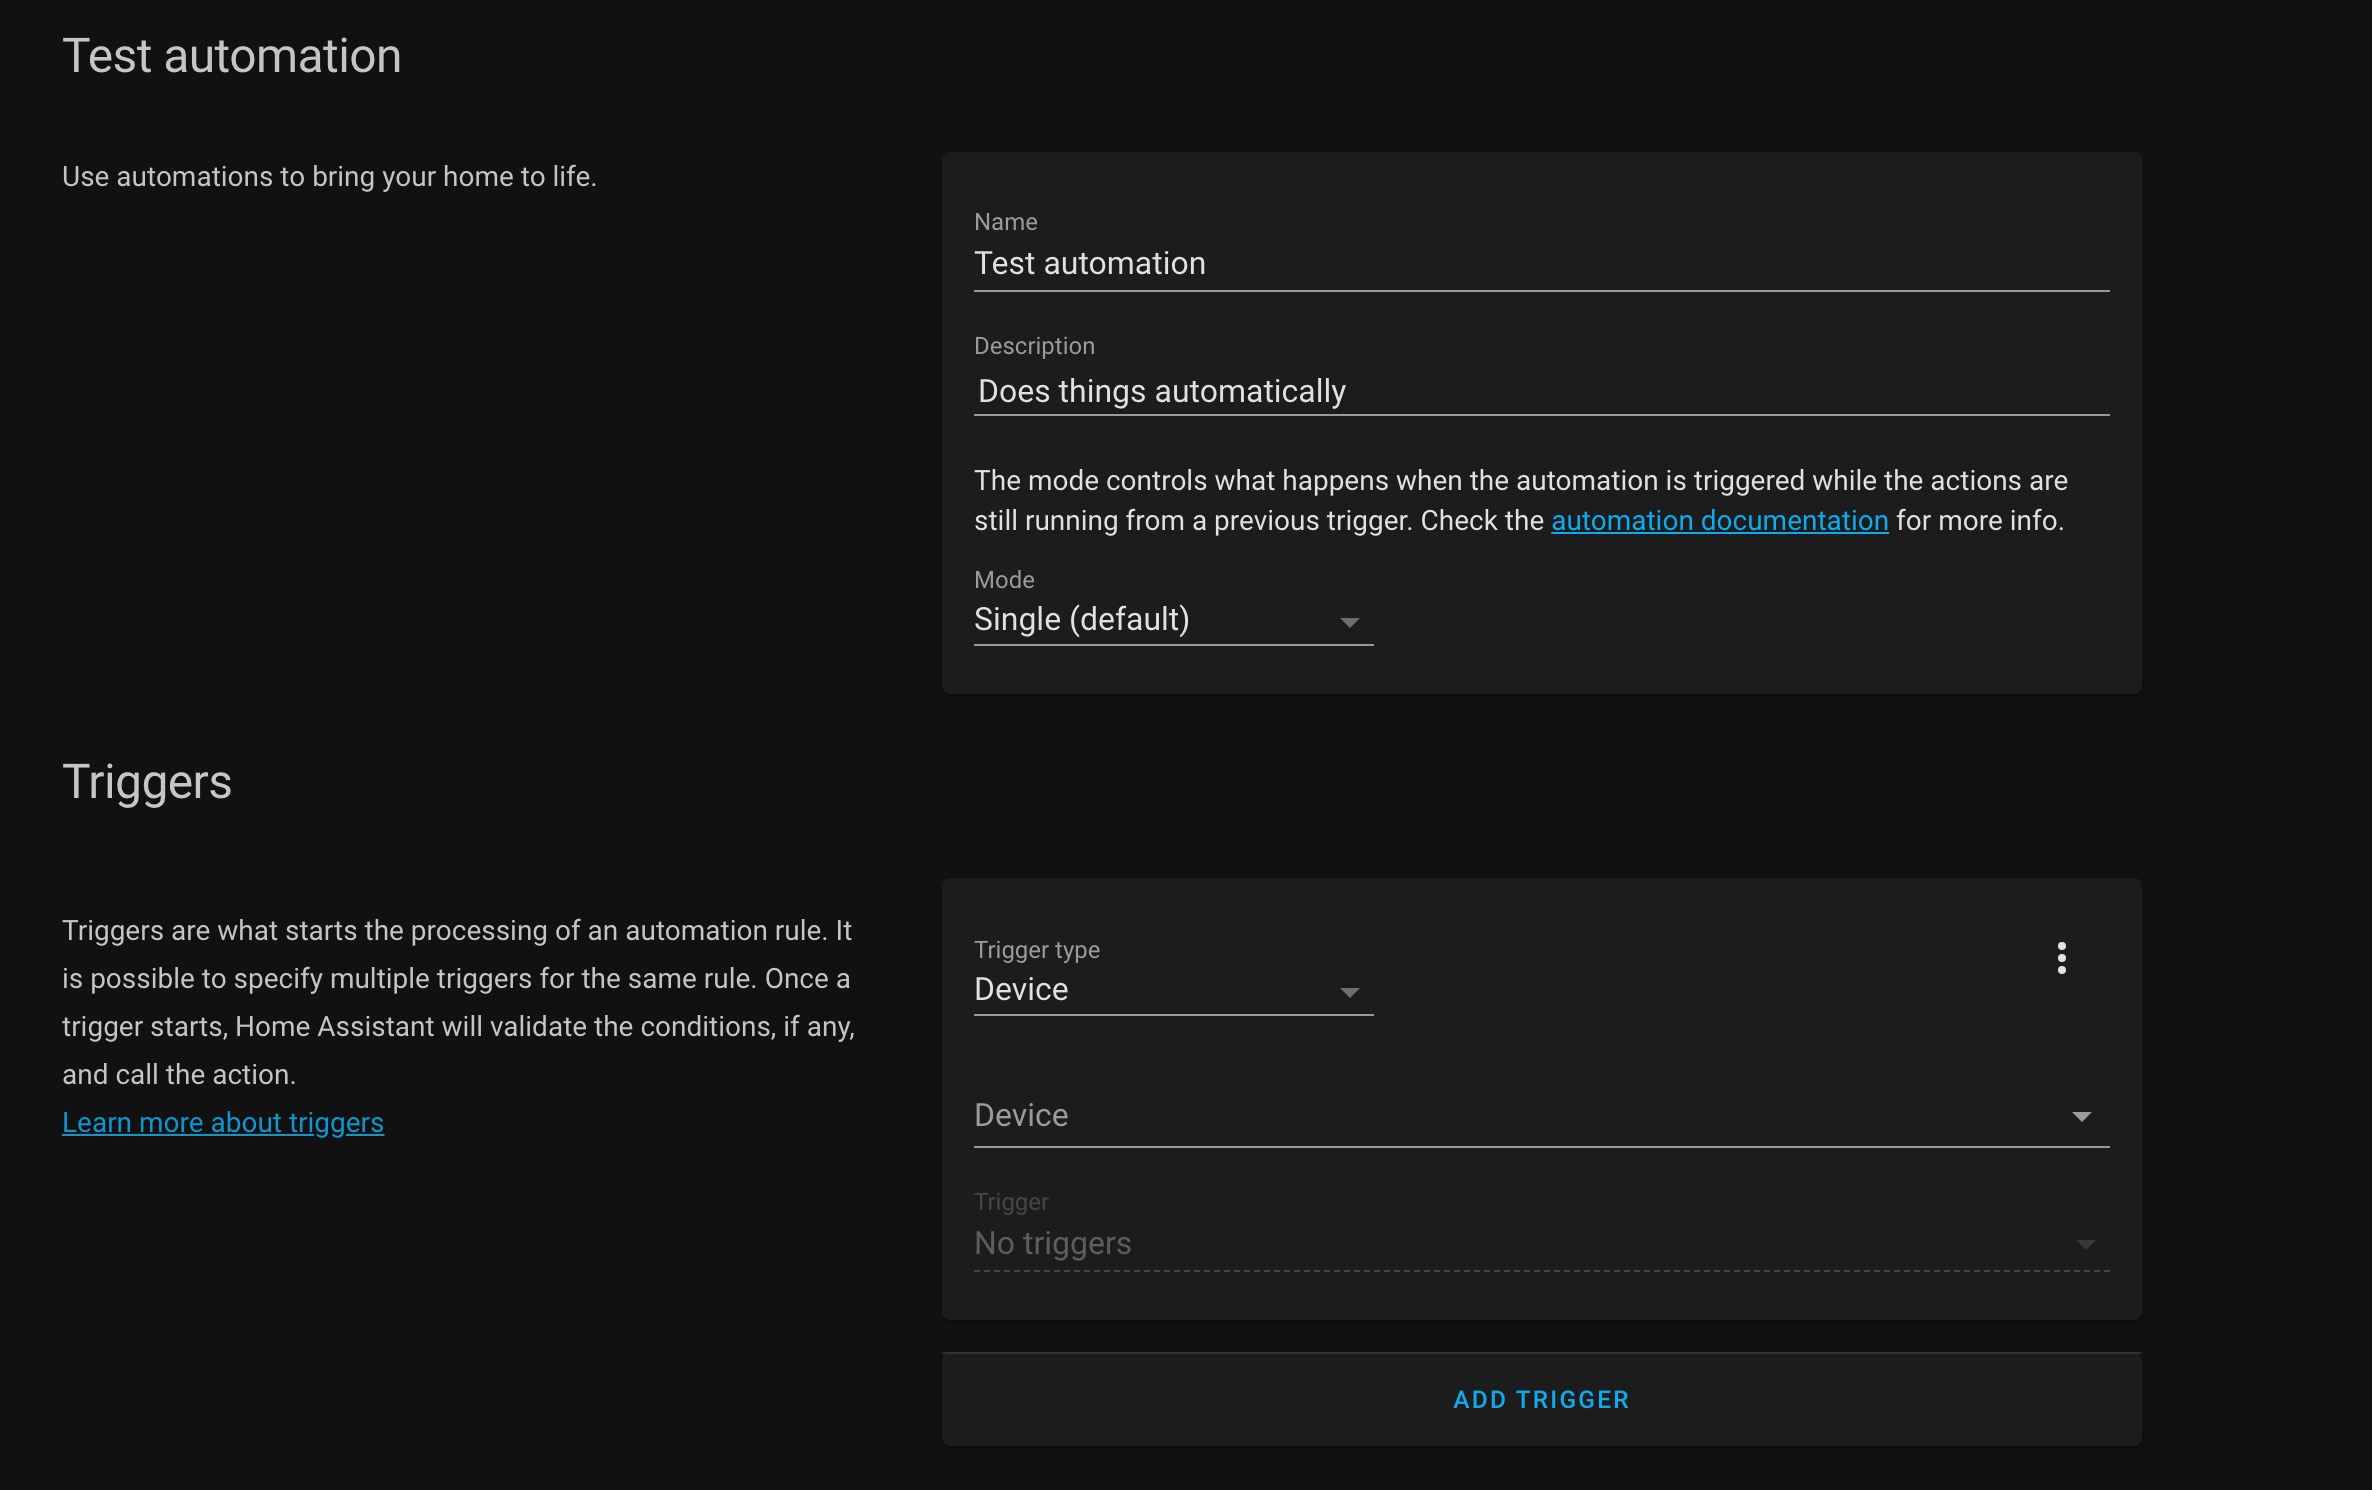 Test automation
Use automations to bring your home to life.
Name
Test automation
Description
Does things automatically
The mode controls what happens when the automation is triggered while the actions are
still running from a previous trigger. Check the automation documentation for more info.
Mode
Single (default)
Triggers
Triggers are what starts the processing of an automation rule. It
is possible to specify multiple triggers for the same rule. Once a
trigger starts, Home Assistant will validate the conditions, if any,
and call the action.
Learn more about triggers
Trigger type
Device
Device
Trigger
No triggers
ADD TRIGGER